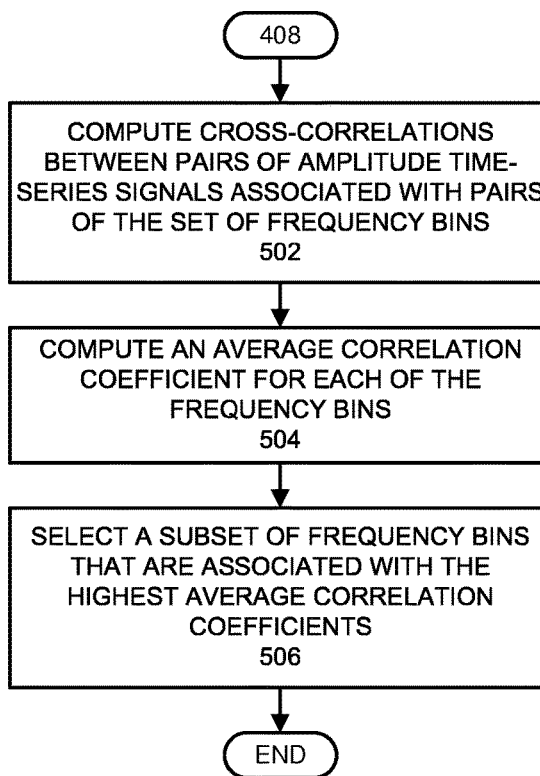 408
COMPUTE CROSS-CORRELATIONS
BETWEEN PAIRS OF AMPLITUDE TIME-
SERIES SIGNALS ASSOCIATED WITH PAIRS
OF THE SET OF FREQUENCY BINS
502
COMPUTE AN AVERAGE CORRELATION
COEFFICIENT FOR EACH OF THE
FREQUENCY BINS
504
SELECT A SUBSET OF FREQUENCY BINS
THAT ARE ASSOCIATED WITH THE
HIGHEST AVERAGE CORRELATION
COEFFICIENTS
506
END